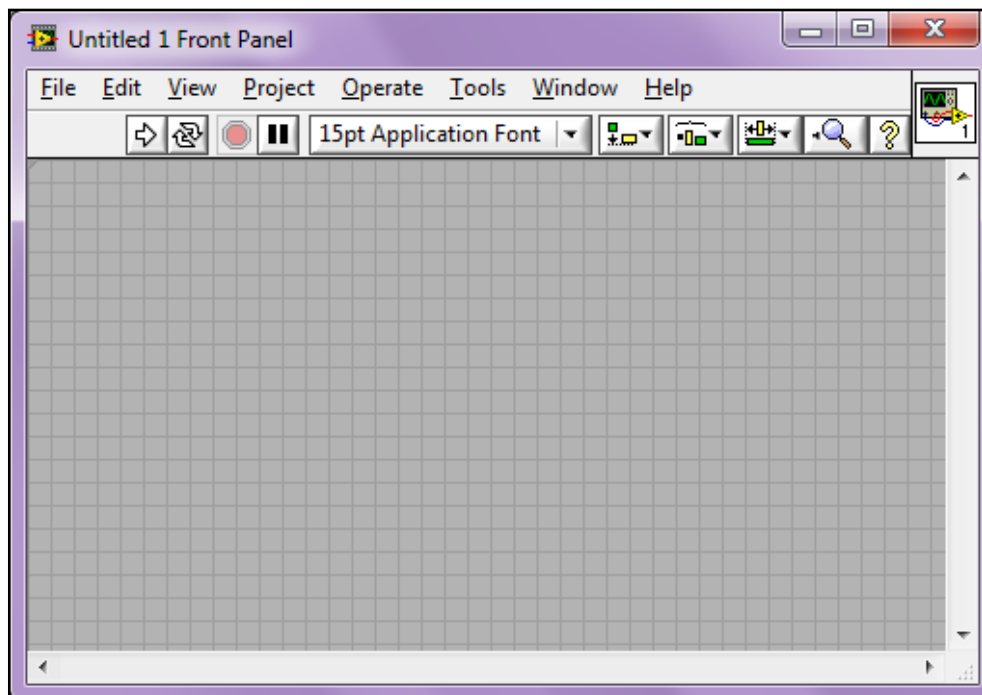 Untitled 1 Front Panel
File Edit View Project Operate Tools Window Help
15pt Application Font
?
1